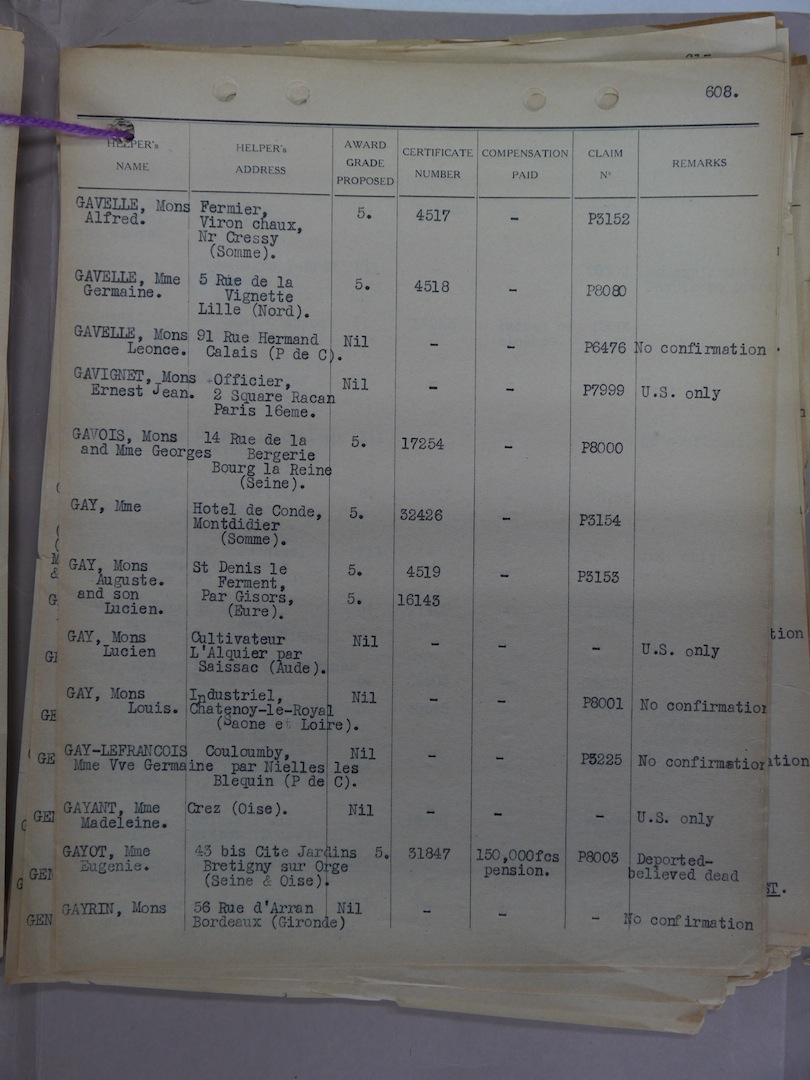 608.
HELPER's NAME HELPER's ADDRESS AWARD GRADE PROPOSED CERTIFICATE NUMBER COMPENSATION PAID CLAIM N° REMARKS
GAVELLE, Mons Fermier, 5. 4517 - P3152
Alfred. Viron chaux,
Nr Cressy
(Somme).
GAVELLE, Mme 5 Rue de la 5. 4518 - P8080
Germaine. Vignette
Lille (Nord).
GAVELLE, Mons 91 Rue Hermand Nil - - P6476 No confirmation
Leonce. Calais (P de C).
GAVIGNET, Mons Officier, Nil - - P7999 U.S. only
Ernest Jean. 2 Square Racan
Paris 16eme.
GAVOIS, Mons 14 Rue de la 5. 17254 - P8000
and Mme Georges Bergerie
Bourg la Reine
(Seine).
GAY, Mme Hotel de Conde, 5. 32426 - P3154
Montdidier
(Somme).
GAY, Mons St Denis le 5. 4519 - P3153
Auguste. Ferment,
and son Par Gisors, 5. 16143
Lucien. (Eure).
GAY, Mons Cultivateur Nil - - - U.S. only
Lucien L'Alquier par
Saissac (Aude).
GAY, Mons Industriel, Nil - - P8001 No confirmation
Louis. Chatenoy-le-Royal
(Saone et Loire).
GAY-LEFRANCOIS Couloumby, Nil - - P3225 No confirmation
Mme Vve Germaine par Nielles les
Blequin (P de C).
GAYANT, Mme Crez (Oise). Nil - - - U.S. only
Madeleine.
GAYOT, Mme 43 bis Cite Jardins 5. 31847 150,000fcs P8003 Deported-
Eugenie. Bretigny sur Orge pension. believed dead
(Seine & Oise).
GAYRIN, Mons 56 Rue d'Arran Nil - - - No confirmation
Bordeaux (Gironde)